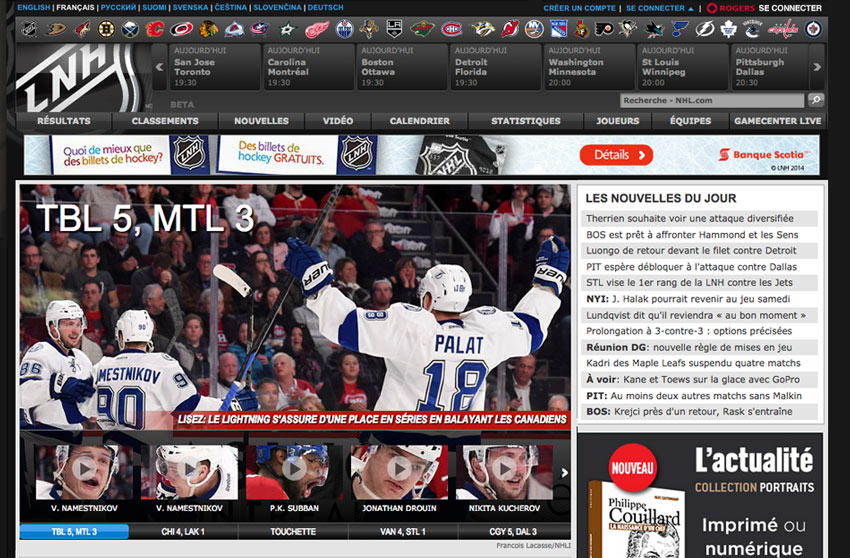 ENGLISH | FRANÇAIS | РУССКИЙ | SUOMI | SVENSKA | ČEŠTINA | SLOVENČINA | DEUTSCH
CRÉER UN COMPTE | SE CONNECTER | ROGERS SE CONNECTER
LNH
AUJOURD'HUI
San Jose
Toronto
19:30
AUJOURD'HUI
Carolina
Montréal
19:30
AUJOURD'HUI
Boston
Ottawa
19:30
AUJOURD'HUI
Detroit
Florida
19:30
AUJOURD'HUI
Washington
Minnesota
20:00
AUJOURD'HUI
St Louis
Winnipeg
20:00
AUJOURD'HUI
Pittsburgh
Dallas
20:30
BETA
Recherche - NHL.com
RÉSULTATS CLASSEMENTS NOUVELLES VIDÉO CALENDRIER STATISTIQUES JOUEURS ÉQUIPES GAMECENTER LIVE
Quoi de mieux que
des billets de hockey?
NHL
Des billets de
hockey GRATUITS.
NHL
NHL
Détails
Banque Scotia
© LNH 2014
TBL 5, MTL 3
BAUER
PALAT
18
18
86
90
NAMESTNIKOV
90
LISEZ: LE LIGHTNING S'ASSURE D'UNE PLACE EN SÉRIES EN BALAYANT LES CANADIENS
V. NAMESTNIKOV
V. NAMESTNIKOV
P.K. SUBBAN
JONATHAN DROUIN
NIKITA KUCHEROV
TBL 5, MTL 3 CHI 4, LAK 1 TOUCHETTE VAN 4, STL 1 CGY 5, DAL 3
Francois Lacasse/NHLI
LES NOUVELLES DU JOUR
Therrien souhaite voir une attaque diversifiée
BOS est prêt à affronter Hammond et les Sens
Luongo de retour devant le filet contre Detroit
PIT espère débloquer à l'attaque contre Dallas
STL vise le 1er rang de la LNH contre les Jets
NYI: J. Halak pourrait revenir au jeu samedi
Lundqvist dit qu'il reviendra « au bon moment »
Prolongation à 3-contre-3 : options précisées
Réunion DG: nouvelle règle de mises en jeu
Kadri des Maple Leafs suspendu quatre matchs
À voir: Kane et Toews sur la glace avec GoPro
PIT: Au moins deux autres matchs sans Malkin
BOS: Krejci près d'un retour, Rask s'entraîne
NOUVEAU
L'actualité
COLLECTION PORTRAITS
Philippe
Couillard
LA NAISSANCE D'UN CHEF
Imprimé ou
numérique